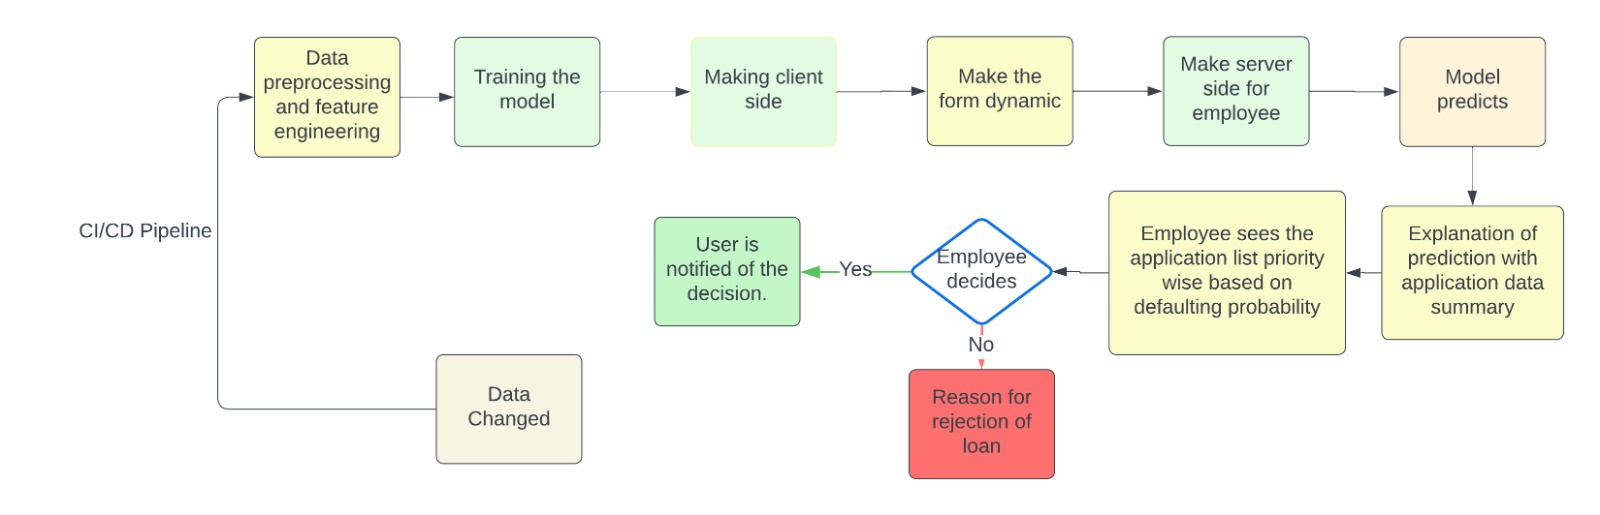 Data
preprocessing
and feature
engineering
Training the
model
Making client
side
Make the
form dynamic
Make server
side for
employee
Model
predicts
CI/CD Pipeline
User is
notified of the
decision.
Yes
Employee
decides
Employee sees the
application list priority
wise based on
defaulting probability
Explanation of
prediction with
application data
summary
No
Data
Changed
Reason for
rejection of
loan